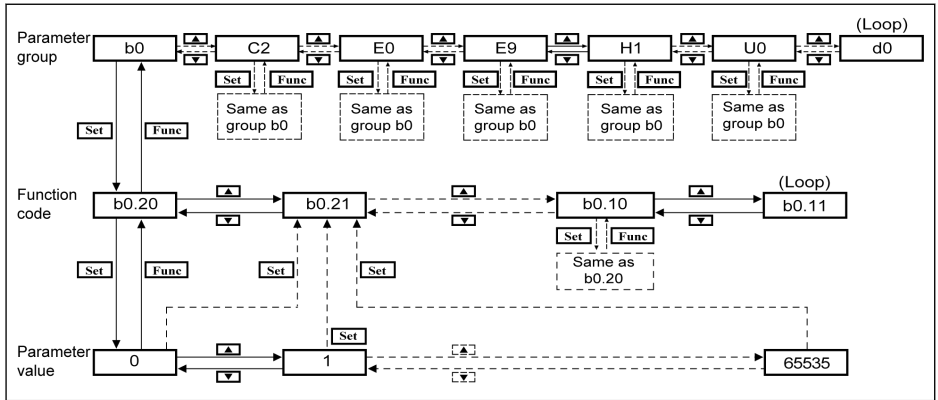 Parameter
group
b0
▲
▼
C2
▲
▼
E0
▲
▼
E9
▲
▼
H1
▲
▼
U0
▲
▼
(Loop)
d0
Set
Func
Set
Func
Set
Func
Set
Func
Set
Func
Same as
group b0
Same as
group b0
Same as
group b0
Same as
group b0
Same as
group b0
Set
Func
Function
code
b0.20
▲
▼
b0.21
▲
▼
b0.10
▲
▼
(Loop)
b0.11
Set
Func
Same as
b0.20
Set
Func
Set
Set
Set
Parameter
value
0
▲
▼
1
▲
▼
65535